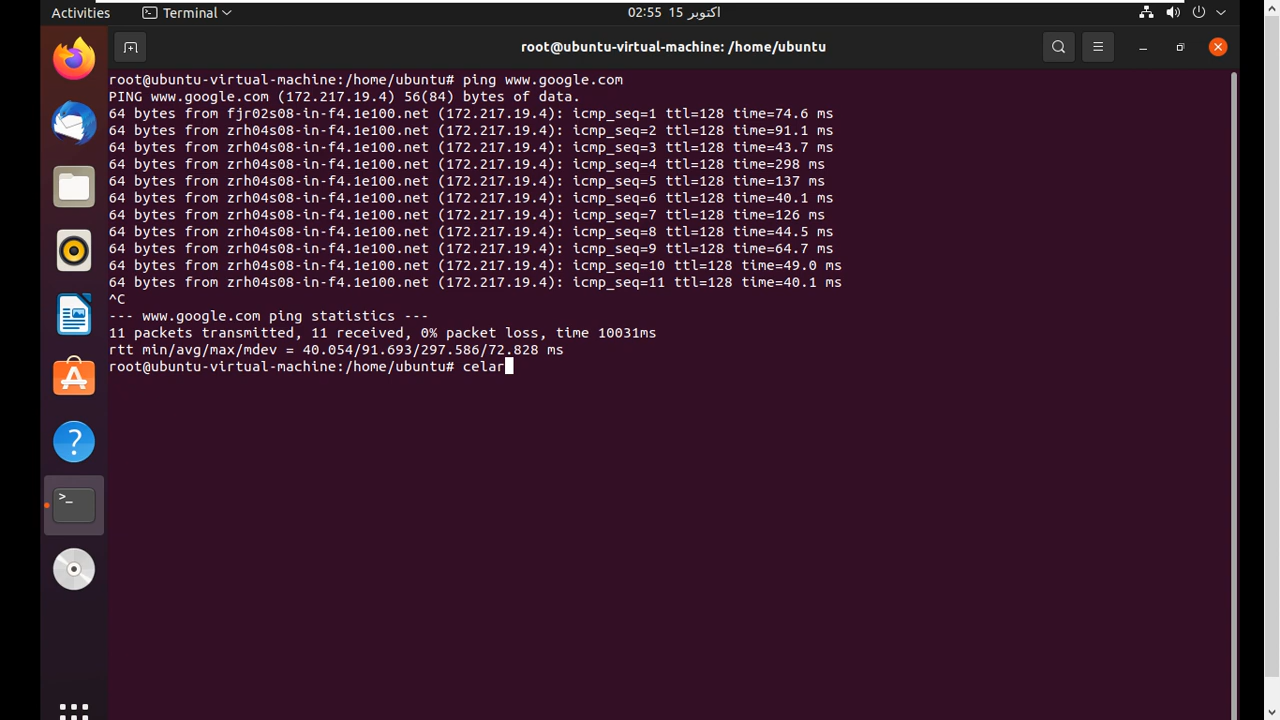 Activities
Terminal
02:55 اکتوبر 15
root@ubuntu-virtual-machine: /home/ubuntu
root@ubuntu-virtual-machine:/home/ubuntu# ping www.google.com
PING www.google.com (172.217.19.4) 56(84) bytes of data.
64 bytes from fjr02s08-in-f4.1e100.net (172.217.19.4): icmp_seq=1 ttl=128 time=74.6 ms
64 bytes from zrh04s08-in-f4.1e100.net (172.217.19.4): icmp_seq=2 ttl=128 time=91.1 ms
64 bytes from zrh04s08-in-f4.1e100.net (172.217.19.4): icmp_seq=3 ttl=128 time=43.7 ms
64 bytes from zrh04s08-in-f4.1e100.net (172.217.19.4): icmp_seq=4 ttl=128 time=298 ms
64 bytes from zrh04s08-in-f4.1e100.net (172.217.19.4): icmp_seq=5 ttl=128 time=137 ms
64 bytes from zrh04s08-in-f4.1e100.net (172.217.19.4): icmp_seq=6 ttl=128 time=40.1 ms
64 bytes from zrh04s08-in-f4.1e100.net (172.217.19.4): icmp_seq=7 ttl=128 time=126 ms
64 bytes from zrh04s08-in-f4.1e100.net (172.217.19.4): icmp_seq=8 ttl=128 time=44.5 ms
64 bytes from zrh04s08-in-f4.1e100.net (172.217.19.4): icmp_seq=9 ttl=128 time=64.7 ms
64 bytes from zrh04s08-in-f4.1e100.net (172.217.19.4): icmp_seq=10 ttl=128 time=49.0 ms
64 bytes from zrh04s08-in-f4.1e100.net (172.217.19.4): icmp_seq=11 ttl=128 time=40.1 ms
^C
--- www.google.com ping statistics ---
11 packets transmitted, 11 received, 0% packet loss, time 10031ms
rtt min/avg/max/mdev = 40.054/91.693/297.586/72.828 ms
root@ubuntu-virtual-machine:/home/ubuntu# celar